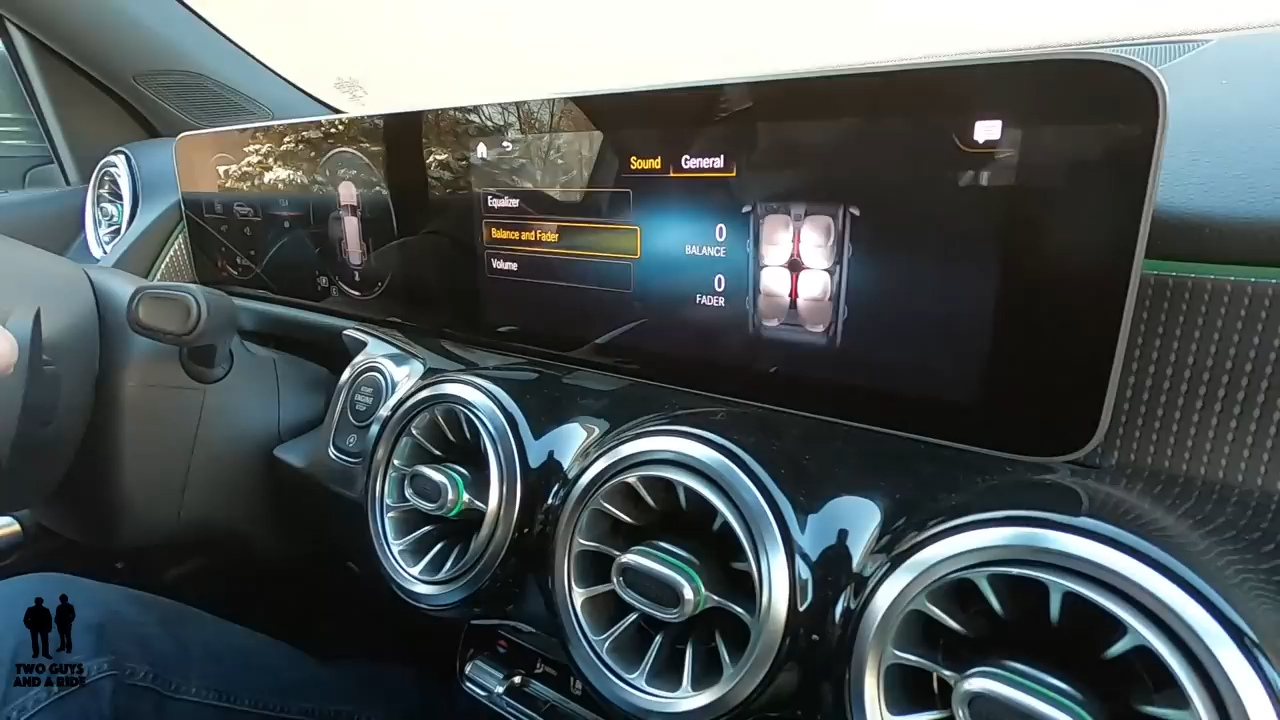 Sound General
Equalizer
Balance and Fader
Volume
0
BALANCE
0
FADER
START
ENGINE
STOP
TWO GUYS
AND A RIDE